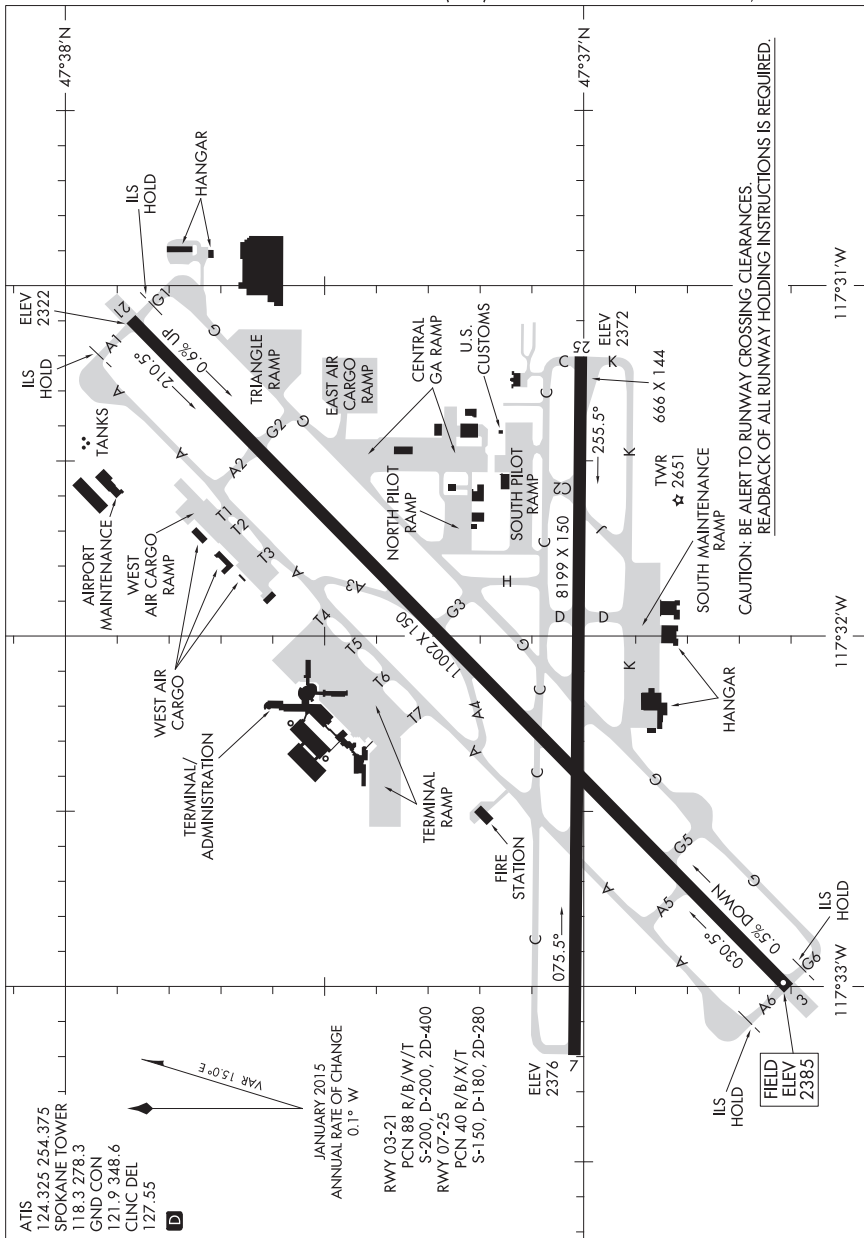 ATIS
124.325 254.375
SPOKANE TOWER
118.3 278.3
GND CON
121.9 348.6
CLNC DEL
127.55
D
VAR 15.0° E
JANUARY 2015
ANNUAL RATE OF CHANGE
0.1° W
RWY 03-21
PCN 88 R/B/W/T
S-200, D-200, 2D-400
RWY 07-25
PCN 40 R/B/X/T
S-150, D-180, 2D-280
47°38'N
47°37'N
117°31'W
117°32'W
117°33'W
ELEV
2322
21
ILS
HOLD
ILS
HOLD
HANGAR
A1
G1
210.5°
0.6% UP
A
G
TANKS
AIRPORT
MAINTENANCE
TRIANGLE
RAMP
EAST AIR
CARGO
RAMP
A
A2
G2
G
WEST
AIR CARGO
RAMP
T1
T2
T3
A
WEST AIR
CARGO
CENTRAL
GA RAMP
U.S.
CUSTOMS
NORTH PILOT
RAMP
SOUTH PILOT
RAMP
TERMINAL/
ADMINISTRATION
T4
T5
T6
T7
TERMINAL
RAMP
A3
11002 X 150
G3
H
G
A4
A
FIRE
STATION
C
C
C
C
C
C
C2
J
D
D
K
K
K
25
ELEV
2372
666 X 144
255.5°
8199 X 150
075.5°
7
ELEV
2376
TWR
2651
SOUTH MAINTENANCE
RAMP
HANGAR
G
G5
A
A5
A
G
0.5% DOWN
030.5°
ILS
HOLD
G6
3
A6
ILS
HOLD
FIELD
ELEV
2385
CAUTION: BE ALERT TO RUNWAY CROSSING CLEARANCES.
READBACK OF ALL RUNWAY HOLDING INSTRUCTIONS IS REQUIRED.